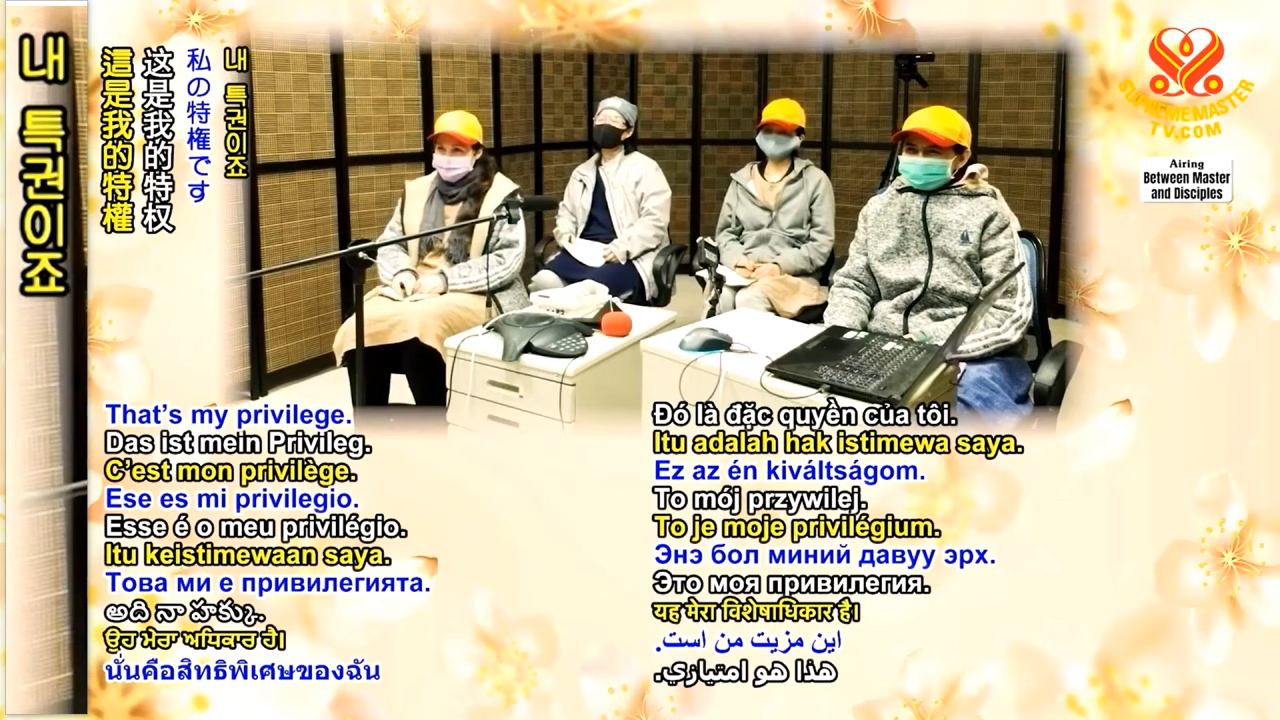 내 특권이죠
這是我的特權
这是我的特权
私の特権です
내 특권이죠
SUPREMEMASTER
TV.COM
Airing
Between Master
and Disciples
That’s my privilege.
Das ist mein Privileg.
C’est mon privilège.
Ese es mi privilegio.
Esse é o meu privilégio.
Itu keistimewaan saya.
Това ми е привилегията.
అది నా హక్కు.
ਉਹ ਮੇਰਾ ਅਧਿਕਾਰ ਹੈ।
นั่นคือสิทธิพิเศษของฉัน
Đó là đặc quyền của tôi.
Itu adalah hak istimewa saya.
Ez az én kiváltságom.
To mój przywilej.
To je moje privilégium.
Энэ бол миний давуу эрх.
Это моя привилегия.
यह मेरा विशेषाधिकार है।
این مزیت من است.
هذا هو امتيازي.